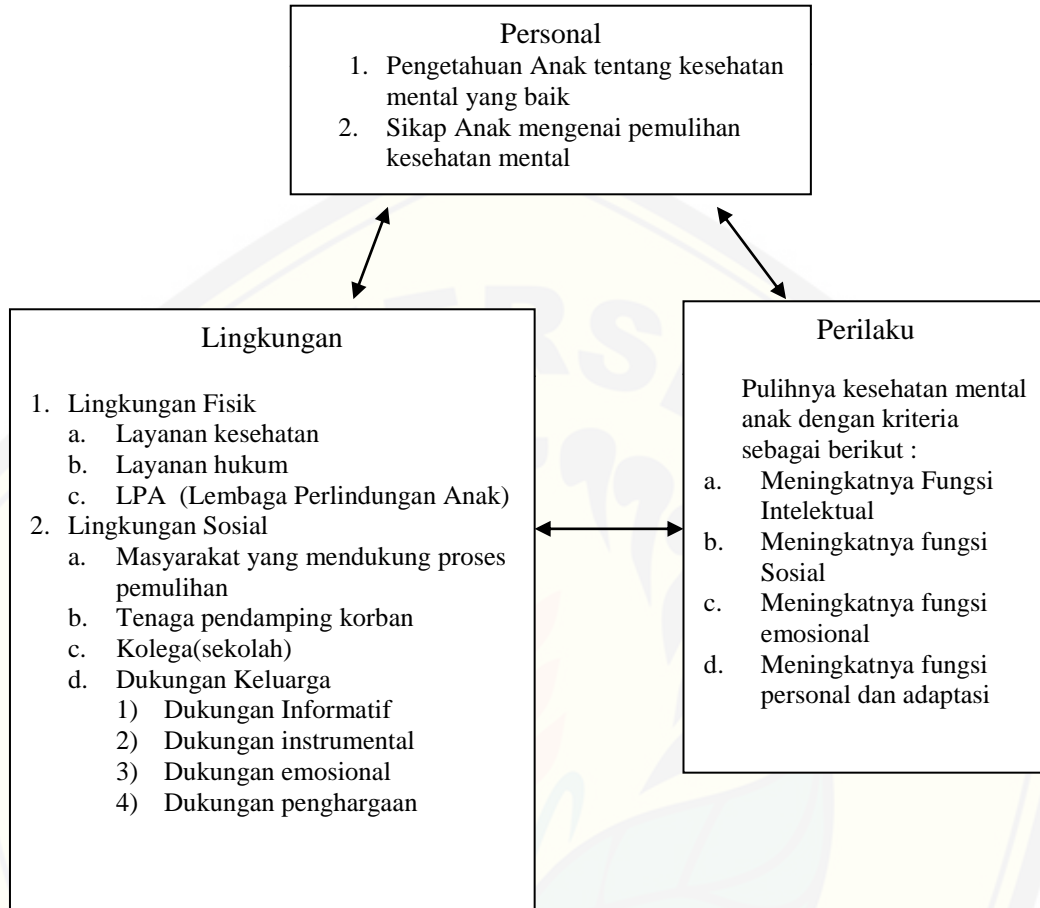 Personal
1. Pengetahuan Anak tentang kesehatan
mental yang baik
2. Sikap Anak mengenai pemulihan
kesehatan mental
Lingkungan
1. Lingkungan Fisik
a. Layanan kesehatan
b. Layanan hukum
c. LPA (Lembaga Perlindungan Anak)
2. Lingkungan Sosial
a. Masyarakat yang mendukung proses
pemulihan
b. Tenaga pendamping korban
c. Kolega(sekolah)
d. Dukungan Keluarga
1) Dukungan Informatif
2) Dukungan instrumental
3) Dukungan emosional
4) Dukungan penghargaan
Perilaku
Pulihnya kesehatan mental
anak dengan kriteria
sebagai berikut :
a. Meningkatnya Fungsi
Intelektual
b. Meningkatnya fungsi
Sosial
c. Meningkatnya fungsi
emosional
d. Meningkatnya fungsi
personal dan adaptasi